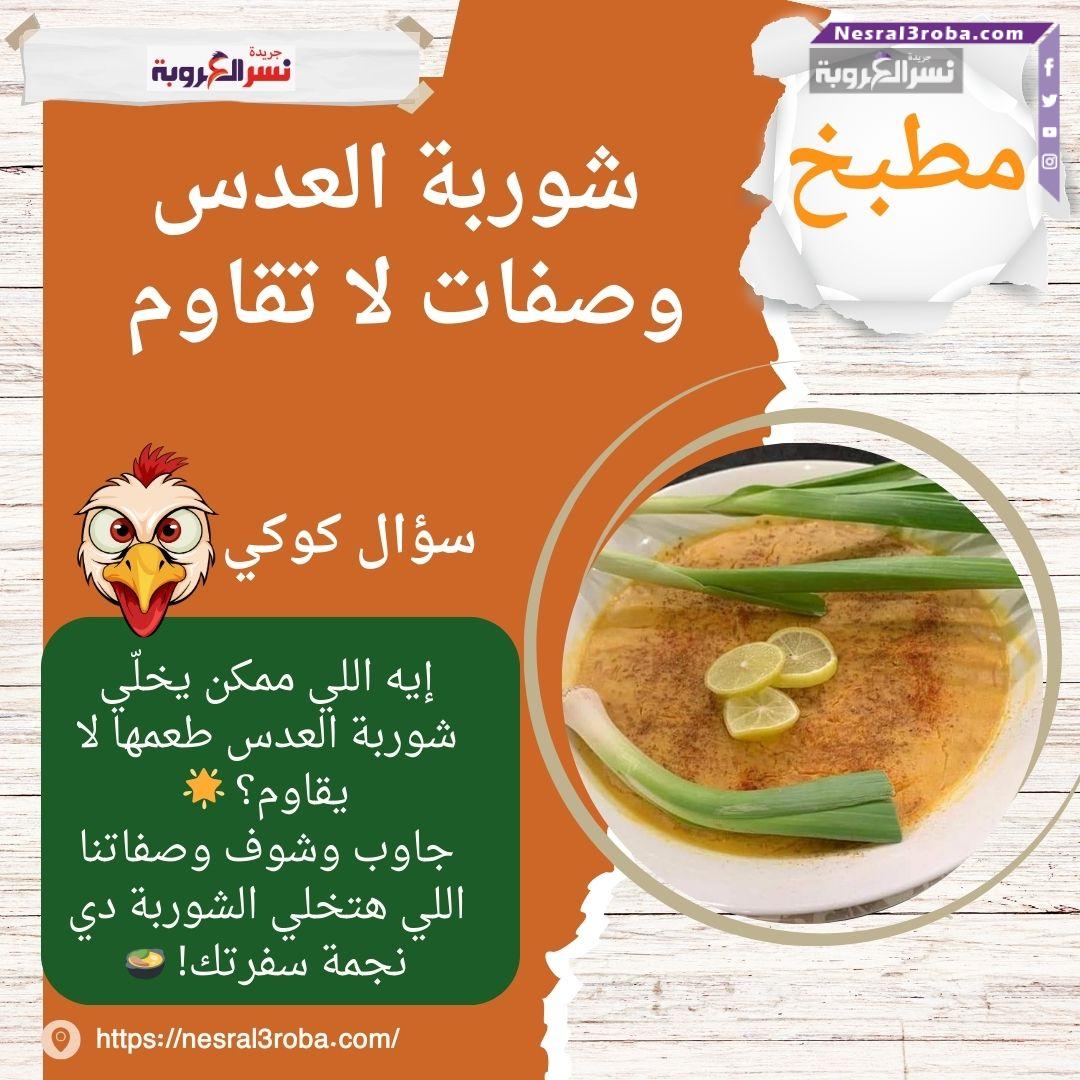 Nesral3roba.com
جريدة
نسر العروبة
جريدة
نسر العروبة
مطبخ
شوربة العدس
وصفات لا تقاوم
سؤال كوكي
إيه اللي ممكن يخلّي
شوربة العدس طعمها لا
يقاوم؟ 🌟
جاوب وشوف وصفاتنا
اللي هتخلي الشوربة دي
نجمة سفرتك! 🍲
https://nesral3roba.com/